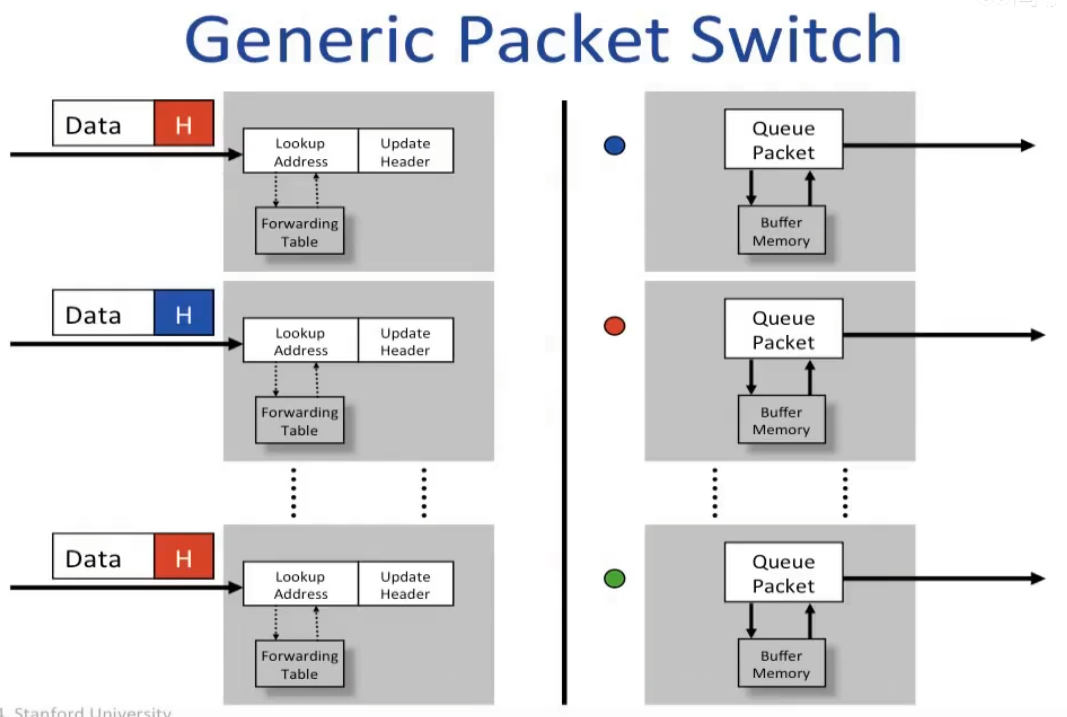 Generic Packet Switch
Data H
Lookup Address
Update Header
Forwarding Table
Queue Packet
Buffer Memory
Data H
Lookup Address
Update Header
Forwarding Table
Queue Packet
Buffer Memory
Data H
Lookup Address
Update Header
Forwarding Table
Queue Packet
Buffer Memory
Stanford University